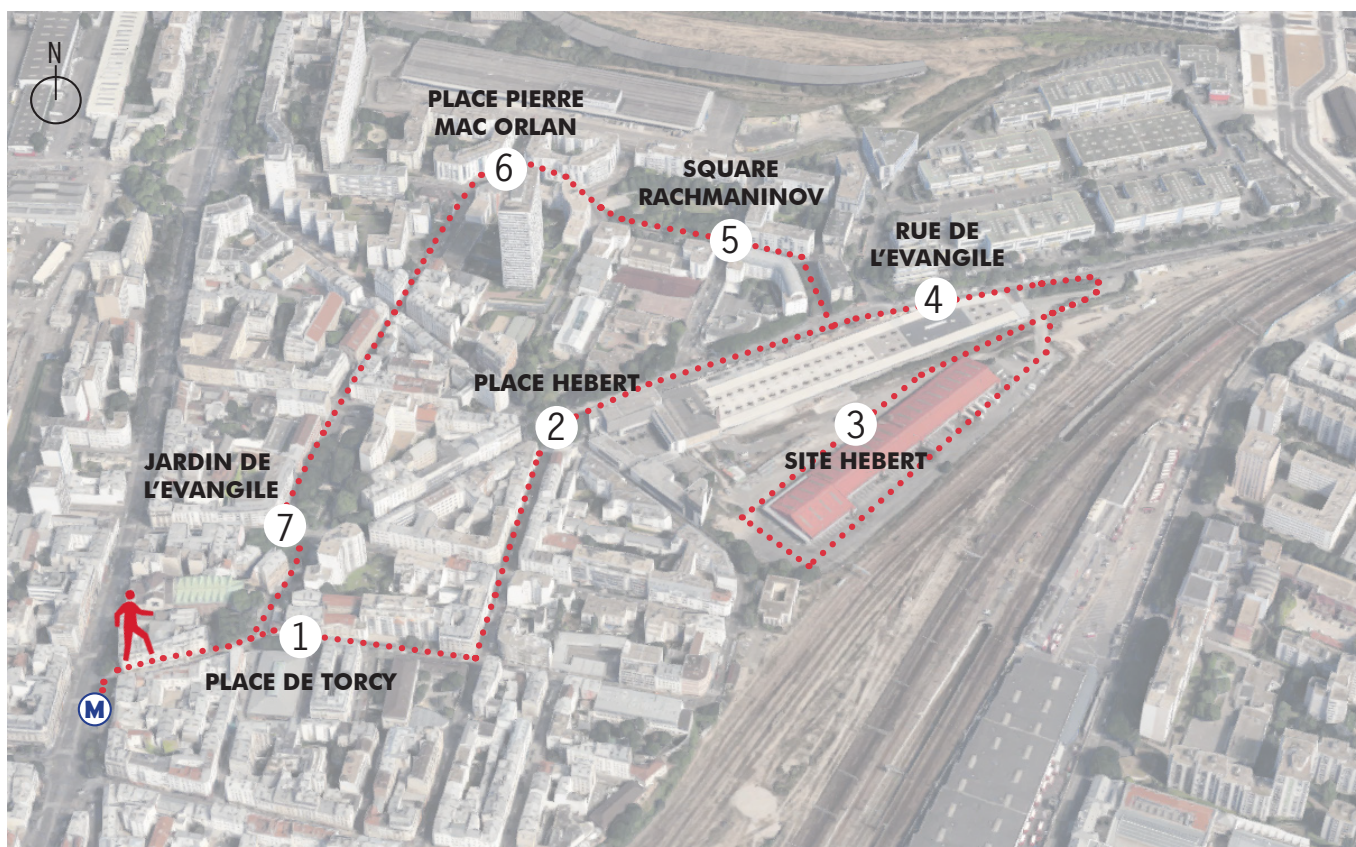 N
PLACE PIERRE
MAC ORLAN
6
SQUARE
RACHMANINOV
5
RUE DE
L'EVANGILE
4
PLACE HEBERT
2
3
SITE HEBERT
JARDIN DE
L'EVANGILE
7
1
PLACE DE TORCY
M